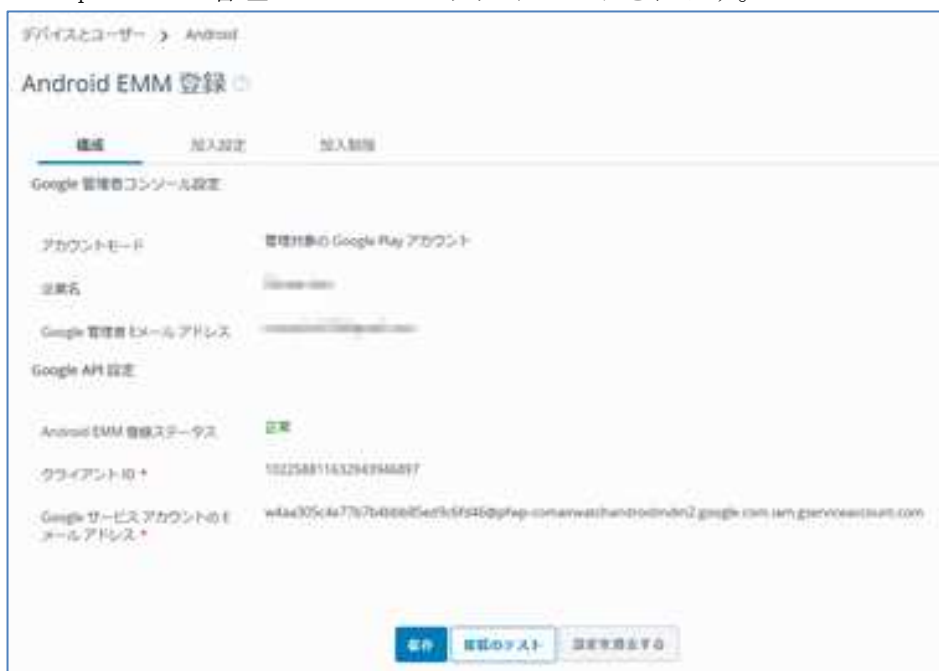 デバイスとユーザー > Android
Android EMM 登録
構成 加入設定 加入制限
Google 管理者コンソール設定
アカウントモード 管理対象の Google Play アカウント
企業名
Google 管理者 Eメール アドレス
Google API 設定
Android EMM 登録ステータス 正常
クライアント ID *
Google サービス アカウントの E
メール アドレス *
保存 接続のテスト 設定を消去する